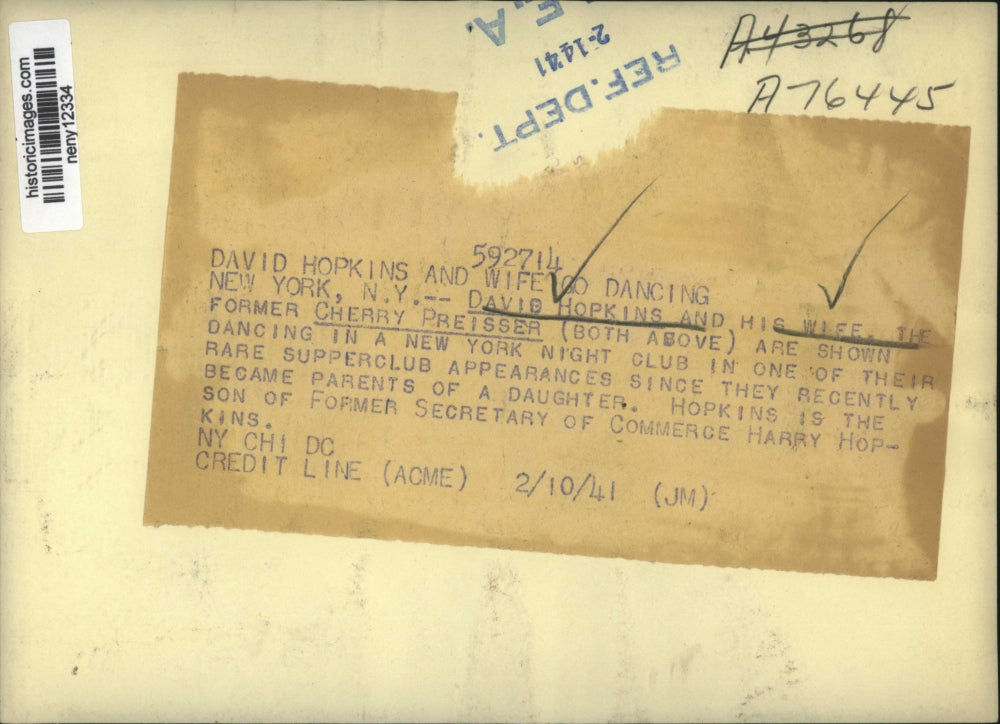 historicimages.com
neny12334
E.A.
2-14-41
REF. DEPT.
A43268
A76445
592714
DAVID HOPKINS AND WIFE GO DANCING
NEW YORK, N.Y.-- DAVID HOPKINS AND HIS WIFE, THE
FORMER CHERRY PREISSER (BOTH ABOVE) ARE SHOWN
DANCING IN A NEW YORK NIGHT CLUB IN ONE OF THEIR
RARE SUPPERCLUB APPEARANCES SINCE THEY RECENTLY
BECAME PARENTS OF A DAUGHTER. HOPKINS IS THE
SON OF FORMER SECRETARY OF COMMERCE HARRY HOP-
KINS.
NY CHI DC
CREDIT LINE (ACME) 2/10/41 (JM)